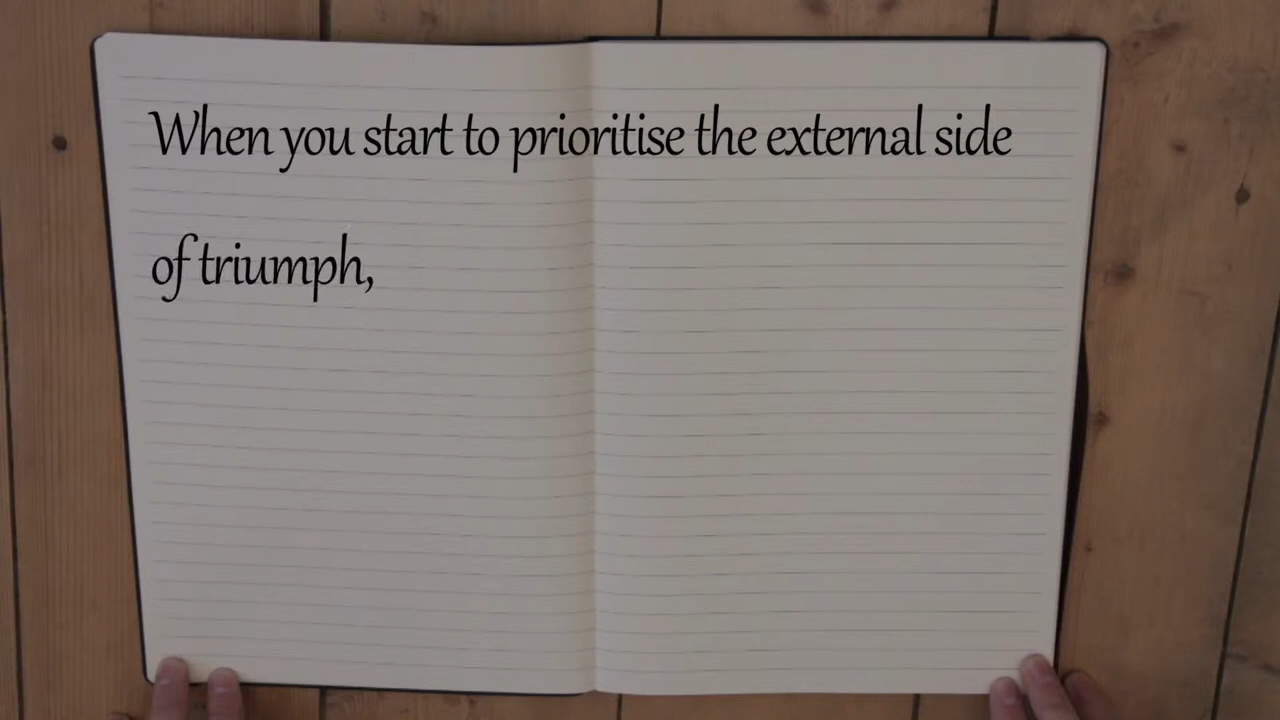 When you start to prioritise the external side
of triumph,